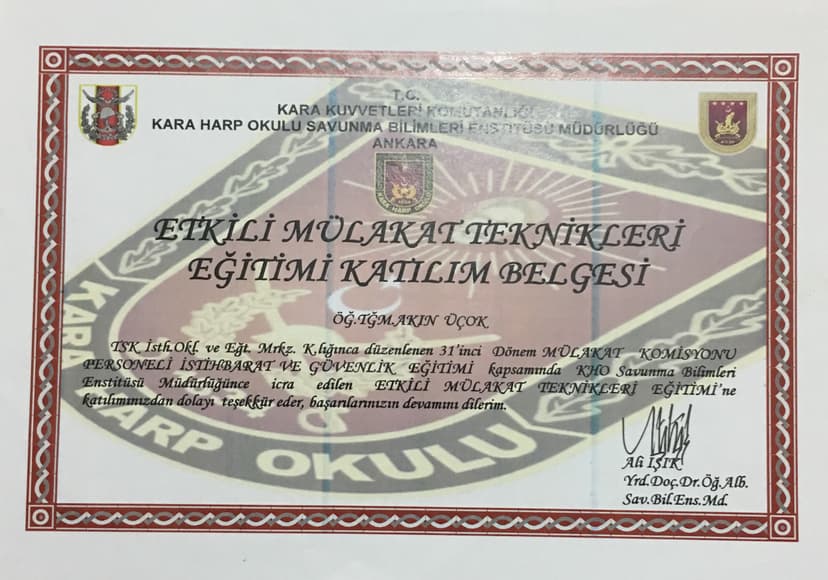 T.C.
KARA KUVVETLERİ KOMUTANLIĞI
KARA HARP OKULU SAVUNMA BİLİMLERİ ENSTİTÜSÜ MÜDÜRLÜĞÜ
ANKARA
KARA HARP OKULU
ETKİLİ MÜLAKAT TEKNİKLERİ
EĞİTİMİ KATILIM BELGESİ
ÖĞ.TĞM.AKIN ÜÇOK
TSK İsth.Okl. ve Eğt. Mrkz. K.lığınca düzenlenen 31'inci Dönem MÜLAKAT KOMİSYONU
PERSONELİ İSTİHBARAT VE GÜVENLİK EĞİTİMİ kapsamında KHO Savunma Bilimleri
Enstitüsü Müdürlüğünce icra edilen ETKİLİ MÜLAKAT TEKNİKLERİ EĞİTİMİ'ne
katılımınızdan dolayı teşekkür eder, başarılarınızın devamını dilerim.
Ali IŞIK
Yrd.Doç.Dr.Öğ.Alb.
Sav.Bil.Ens.Md.
KARA HARP OKULU